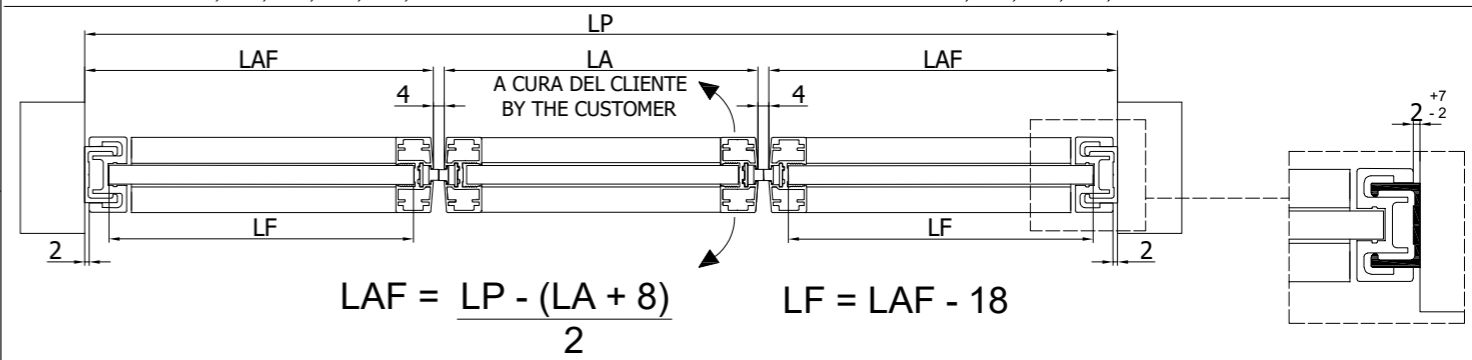 LP
LAF LA LAF
4 A CURA DEL CLIENTE 4
BY THE CUSTOMER
2 +7
-2
LF LF
2 2
LAF = LP - (LA + 8)
2
LF = LAF - 18